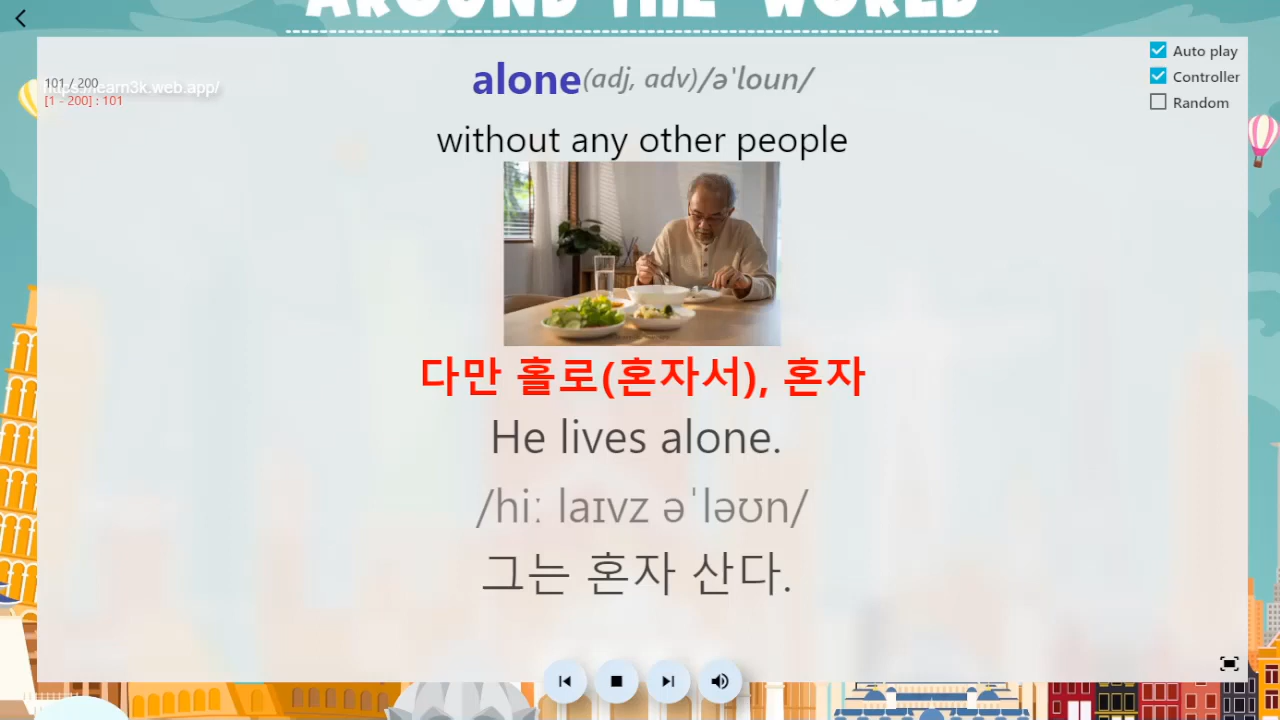 AROUND THE WORLD
Auto play
Controller
Random
101 / 200
https://learn3k.web.app/
[1 - 200] : 101
alone(adj, adv)/ə'loun/
without any other people
다만 홀로(혼자서), 혼자
He lives alone.
/hiː laɪvz əˈləʊn/
그는 혼자 산다.